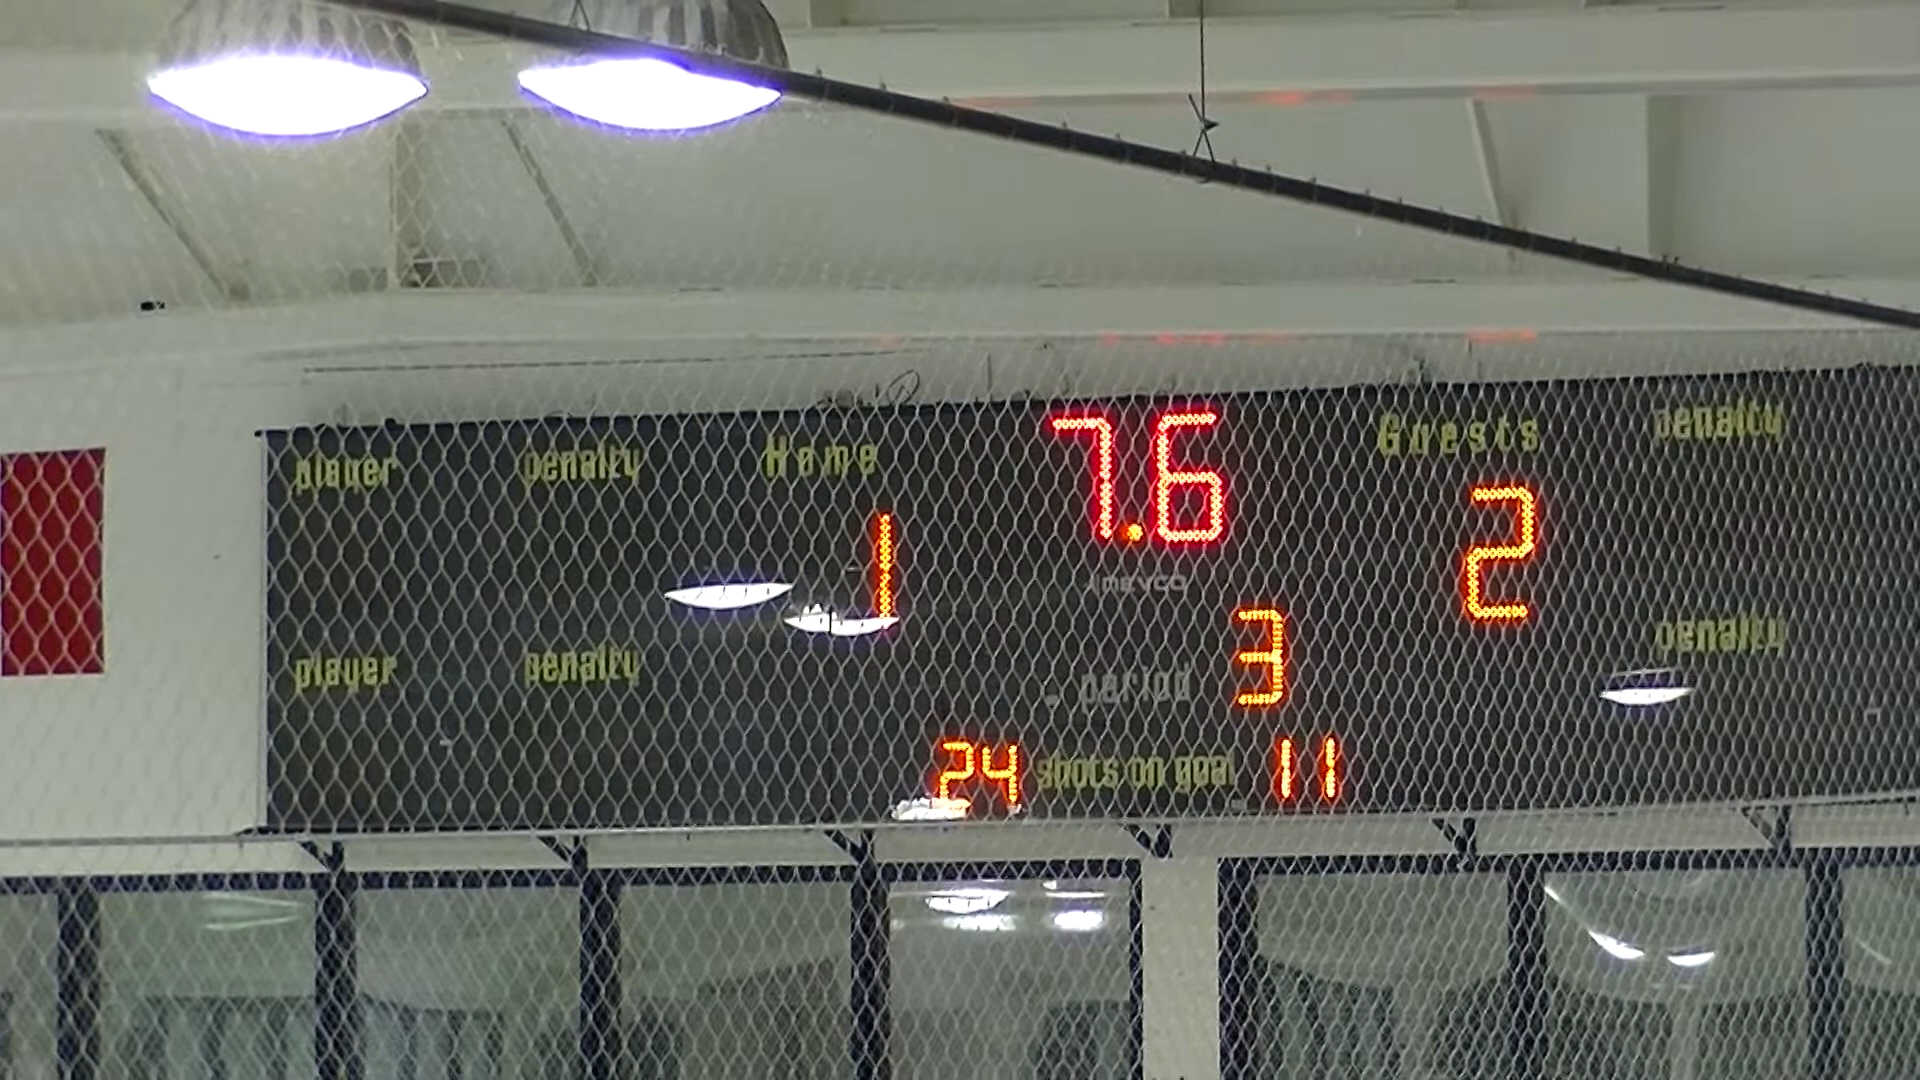 player penalty Home 7.6 Guests penalty
1 2
NEVCO
player penalty period 3 penalty
24 shots on goal 11